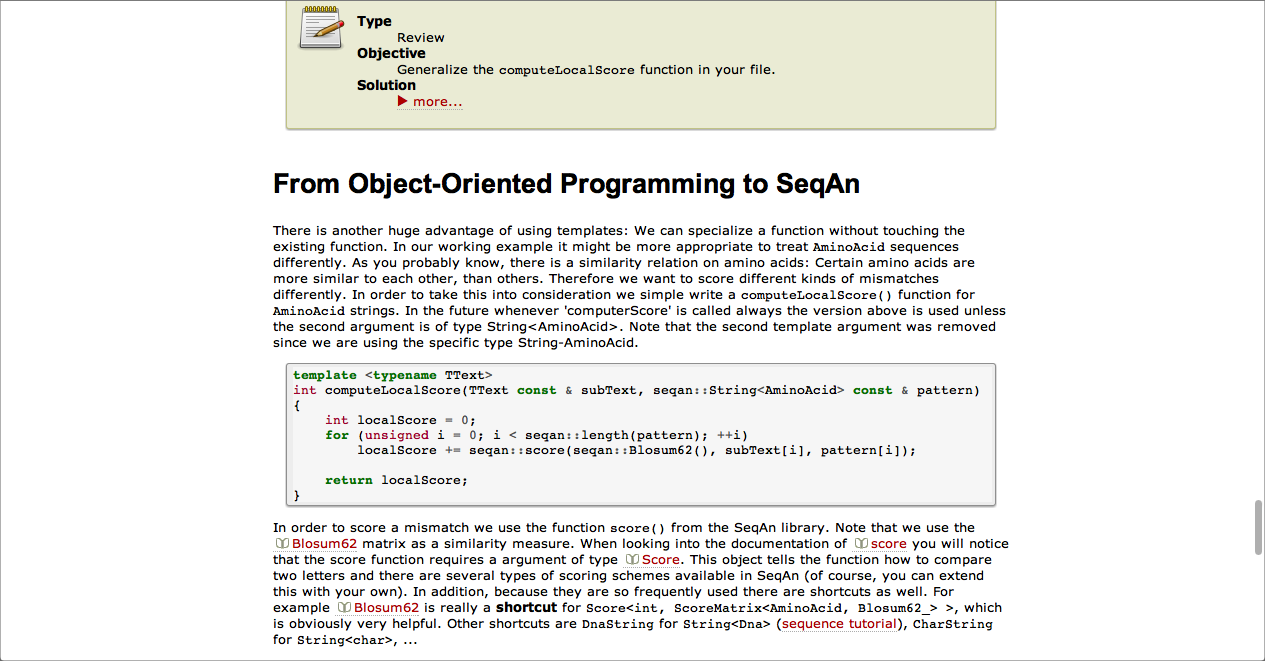 Type
Review
Objective
Generalize the computeLocalScore function in your file.
Solution
▶ more...
From Object-Oriented Programming to SeqAn
There is another huge advantage of using templates: We can specialize a function without touching the
existing function. In our working example it might be more appropriate to treat AminoAcid sequences
differently. As you probably know, there is a similarity relation on amino acids: Certain amino acids are
more similar to each other, than others. Therefore we want to score different kinds of mismatches
differently. In order to take this into consideration we simple write a computeLocalScore() function for
AminoAcid strings. In the future whenever 'computerScore' is called always the version above is used unless
the second argument is of type String<AminoAcid>. Note that the second template argument was removed
since we are using the specific type String-AminoAcid.
template <typename TText>
int computeLocalScore(TText const & subText, seqan::String<AminoAcid> const & pattern)
{
    int localScore = 0;
    for (unsigned i = 0; i < seqan::length(pattern); ++i)
        localScore += seqan::score(seqan::Blosum62(), subText[i], pattern[i]);
    return localScore;
}
In order to score a mismatch we use the function score() from the SeqAn library. Note that we use the
Blosum62 matrix as a similarity measure. When looking into the documentation of score you will notice
that the score function requires a argument of type Score. This object tells the function how to compare
two letters and there are several types of scoring schemes available in SeqAn (of course, you can extend
this with your own). In addition, because they are so frequently used there are shortcuts as well. For
example Blosum62 is really a shortcut for Score<int, ScoreMatrix<AminoAcid, Blosum62_> >, which
is obviously very helpful. Other shortcuts are DnaString for String<Dna> (sequence tutorial), CharString
for String<char>, ...